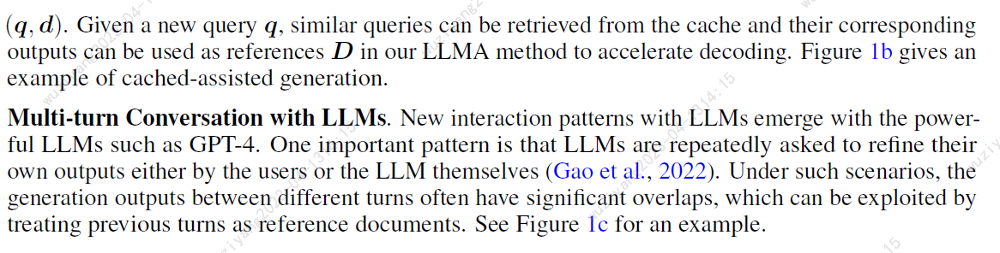 (q, d). Given a new query q, similar queries can be retrieved from the cache and their corresponding
outputs can be used as references D in our LLMA method to accelerate decoding. Figure 1b gives an
example of cached-assisted generation.
Multi-turn Conversation with LLMs. New interaction patterns with LLMs emerge with the power-
ful LLMs such as GPT-4. One important pattern is that LLMs are repeatedly asked to refine their
own outputs either by the users or the LLM themselves (Gao et al., 2022). Under such scenarios, the
generation outputs between different turns often have significant overlaps, which can be exploited by
treating previous turns as reference documents. See Figure 1c for an example.